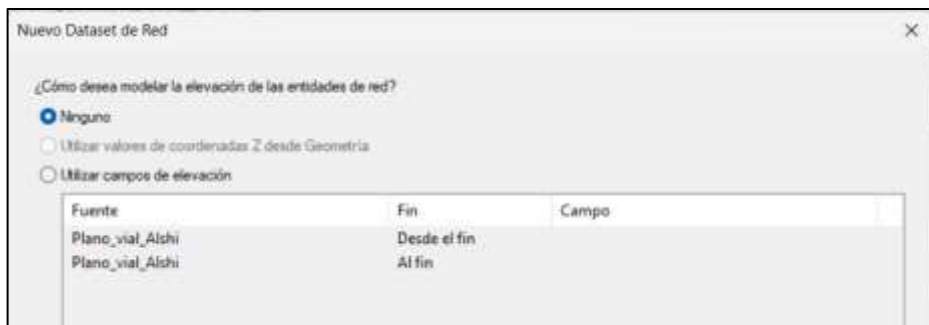 Nuevo Dataset de Red
¿Cómo desea modelar la elevación de las entidades de red?
Ninguno
Utilizar valores de coordenadas Z desde Geometría
Utilizar campos de elevación
Fuente Fin Campo
Plano_vial_Alshi Desde el fin
Plano_vial_Alshi Al fin